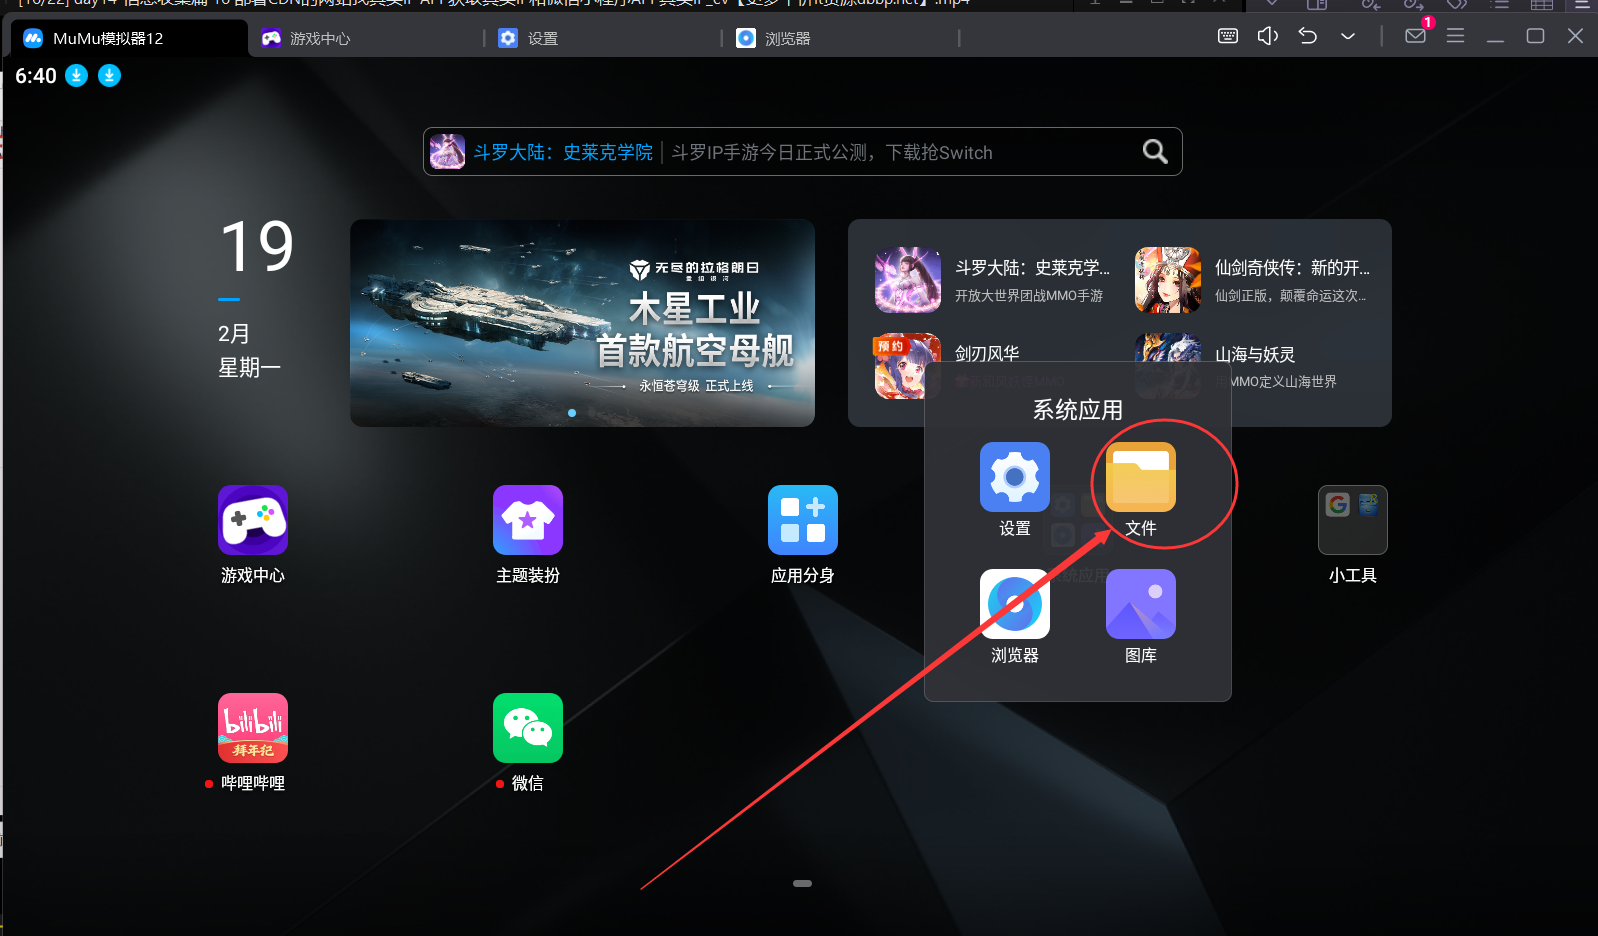 MuMu模拟器12
游戏中心
设置
浏览器
1
6:40
斗罗大陆：史莱克学院
斗罗IP手游今日正式公测，下载抢Switch
19
2月
星期一
无尽的拉格朗日
木星工业
首款航空母舰
永恒苍穹级 正式上线
斗罗大陆：史莱克学...
开放大世界团战MMO手游
仙剑奇侠传：新的开...
仙剑正版，颠覆命运这次...
预约
剑刃风华
山海与妖灵
用MMO定义山海世界
系统应用
设置
文件
浏览器
图库
游戏中心
主题装扮
应用分身
小工具
bilibili
拜年纪
哔哩哔哩
微信